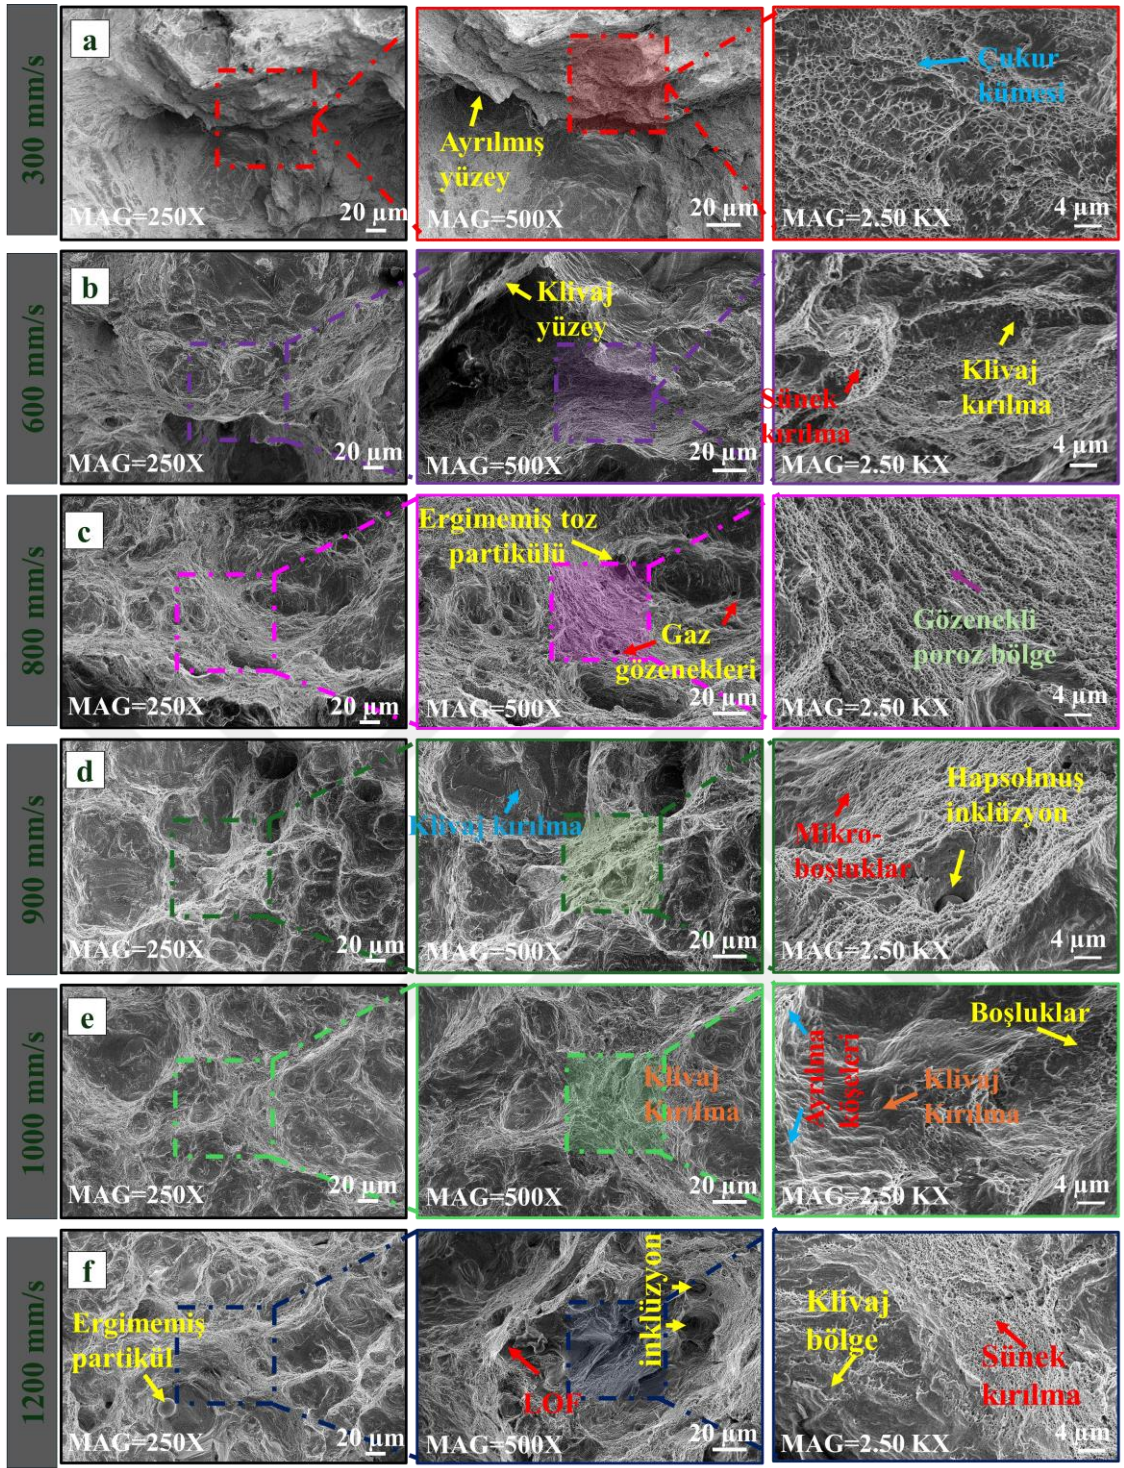 300 mm/s
a
MAG=250X
20 µm
Ayrılmış
yüzey
MAG=500X
20 µm
Çukur
kümesi
MAG=2.50 KX
4 µm
600 mm/s
b
MAG=250X
20 µm
Klivaj
yüzey
MAG=500X
20 µm
Sünek
kırılma
Klivaj
kırılma
MAG=2.50 KX
4 µm
800 mm/s
c
MAG=250X
20 µm
Ergimemiş toz
partikülü
Gaz
gözenekleri
MAG=500X
20 µm
Gözenekli
poroz bölge
MAG=2.50 KX
4 µm
900 mm/s
d
MAG=250X
20 µm
Klivaj kırılma
MAG=500X
20 µm
Hapsolmuş
inklüzyon
Mikro-
boşluklar
MAG=2.50 KX
4 µm
1000 mm/s
e
MAG=250X
20 µm
Klivaj
Kırılma
MAG=500X
20 µm
Boşluklar
Ayrılma
köşeleri
Klivaj
Kırılma
MAG=2.50 KX
4 µm
1200 mm/s
f
Ergimemiş
partikül
MAG=250X
20 µm
inklüzyon
LOF
MAG=500X
20 µm
Klivaj
bölge
Sünek
kırılma
MAG=2.50 KX
4 µm